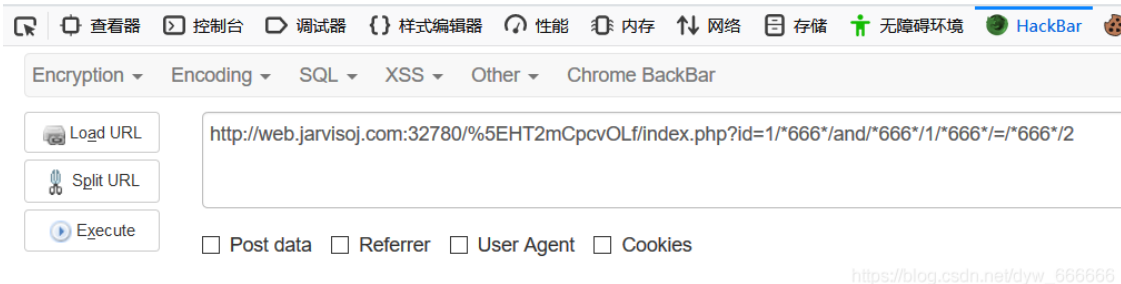 查看器 控制台 调试器 {} 样式编辑器 性能 内存 网络 存储 无障碍环境 HackBar
Encryption Encoding SQL XSS Other Chrome BackBar
Load URL http://web.jarvisoj.com:32780/%5EHT2mCpcvOLf/index.php?id=1/*666*/and/*666*/1/*666*/=/*666*/2
Split URL
Execute
Post data Referrer User Agent Cookies
https://blog.csdn.net/dyw_666666